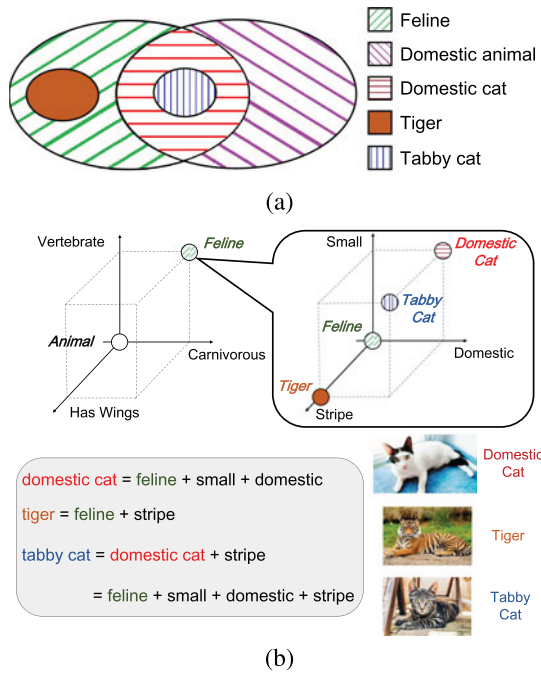 Feline
Domestic animal
Domestic cat
Tiger
Tabby cat
(a)
Vertebrate
Feline
Animal
Carnivorous
Has Wings
Small
Domestic
Cat
Tabby
Cat
Feline
Domestic
Tiger
Stripe
domestic cat = feline + small + domestic
tiger = feline + stripe
tabby cat = domestic cat + stripe
= feline + small + domestic + stripe
Domestic
Cat
Tiger
Tabby
Cat
(b)